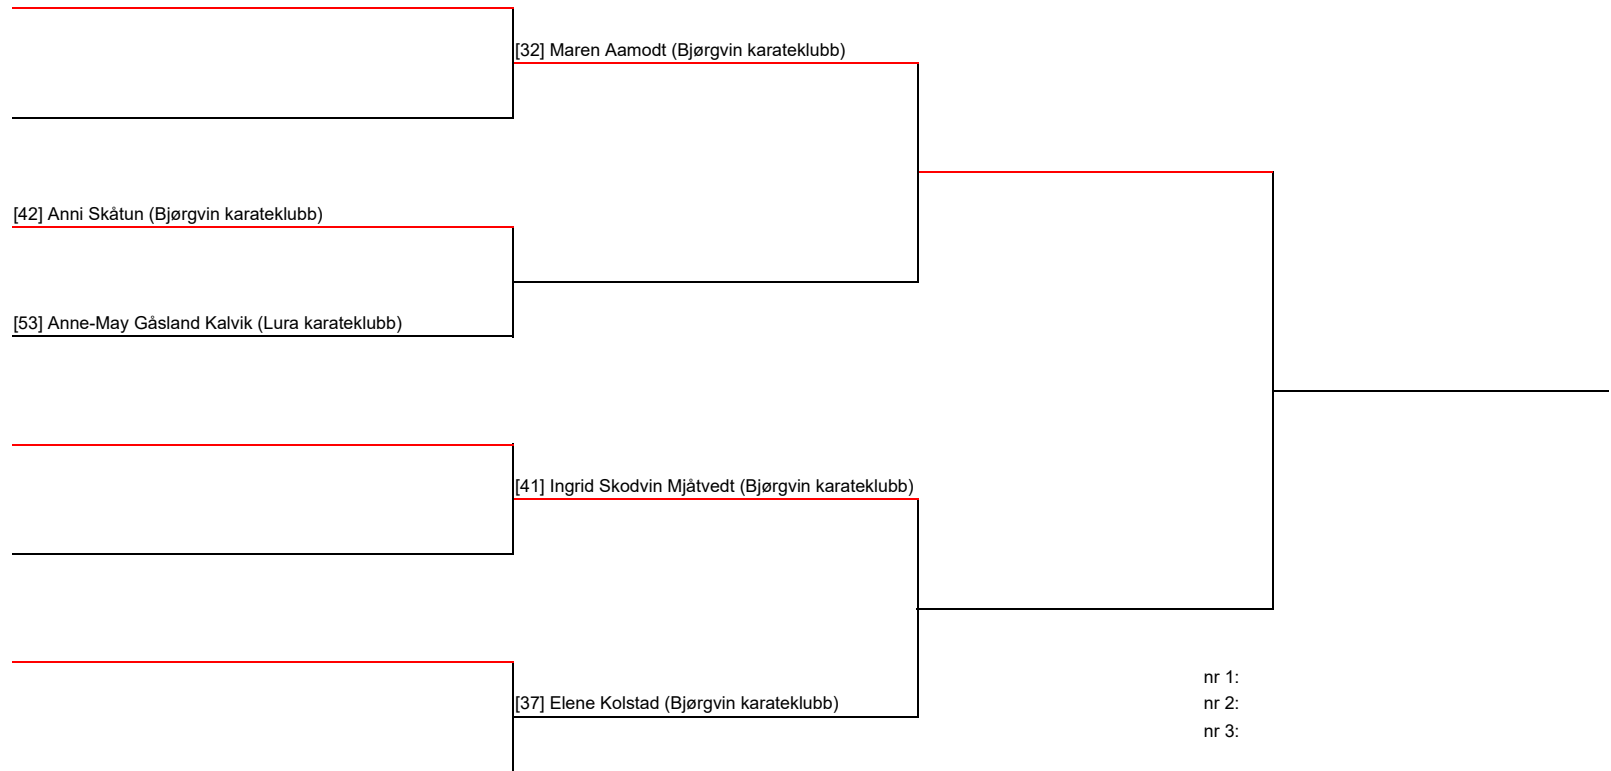 [32] Maren Aamodt (Bjørgvin karateklubb)
[42] Anni Skåtun (Bjørgvin karateklubb)
[53] Anne-May Gåsland Kalvik (Lura karateklubb)
[41] Ingrid Skodvin Mjåtvedt (Bjørgvin karateklubb)
[37] Elene Kolstad (Bjørgvin karateklubb)
nr 1:
nr 2:
nr 3: